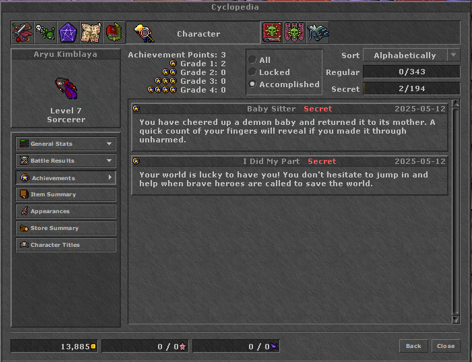 Cyclopedia
Character
Aryu Kimblaya
Level 7
Sorcerer
Achievement Points: 3
Grade 1: 2
Grade 2: 0
Grade 3: 0
Grade 4: 0
All
Locked
Accomplished
Sort Alphabetically
Regular 0/343
Secret 2/194
General Stats
Battle Results
Achievements
Item Summary
Appearances
Store Summary
Character Titles
Baby Sitter Secret 2025-05-12
You have cheered up a demon baby and returned it to its mother. A
quick count of your fingers will reveal if you made it through
unharmed.
I Did My Part Secret 2025-05-12
Your world is lucky to have you! You don't hesitate to jump in and
help when brave heroes are called to save the world.
13,885
0 / 0
0 / 0
Back
Close